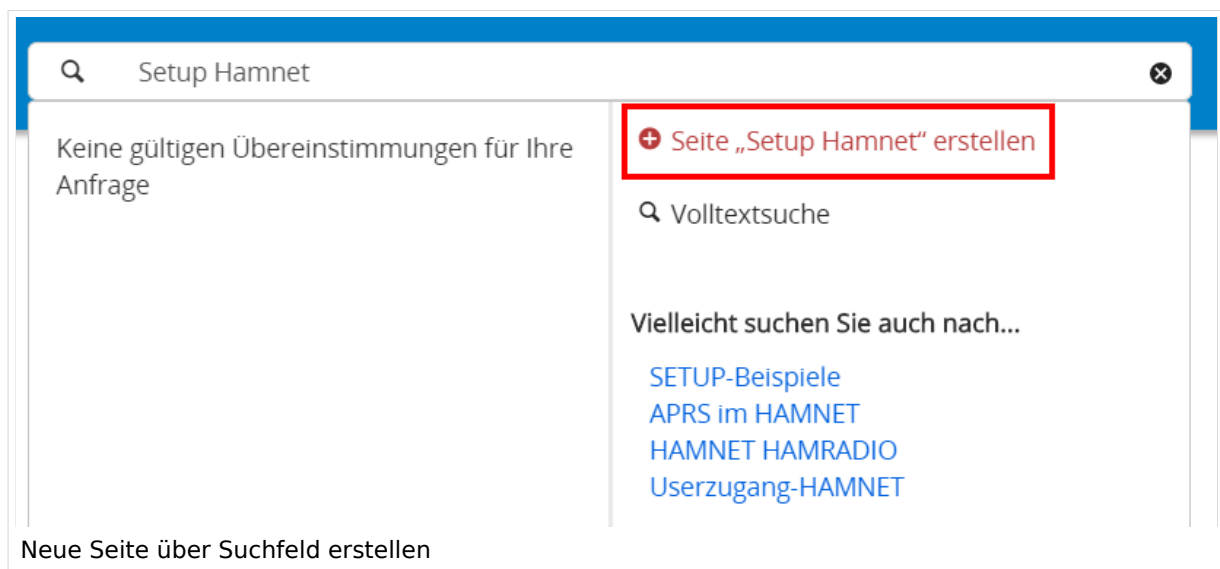 Setup Hamnet
Keine gültigen Übereinstimmungen für Ihre
Anfrage
Seite „Setup Hamnet“ erstellen
Volltextsuche
Vielleicht suchen Sie auch nach...
SETUP-Beispiele
APRS im HAMNET
HAMNET HAMRADIO
Userzugang-HAMNET
Neue Seite über Suchfeld erstellen